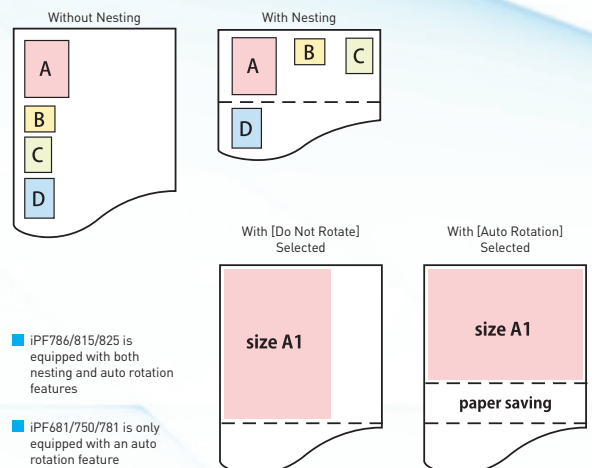 Without Nesting
A
B
C
D
With Nesting
A
B
C
D
With [Do Not Rotate]
Selected
size A1
With [Auto Rotation]
Selected
size A1
paper saving
iPF786/815/825 is
equipped with both
nesting and auto rotation
features
iPF681/750/781 is only
equipped with an auto
rotation feature